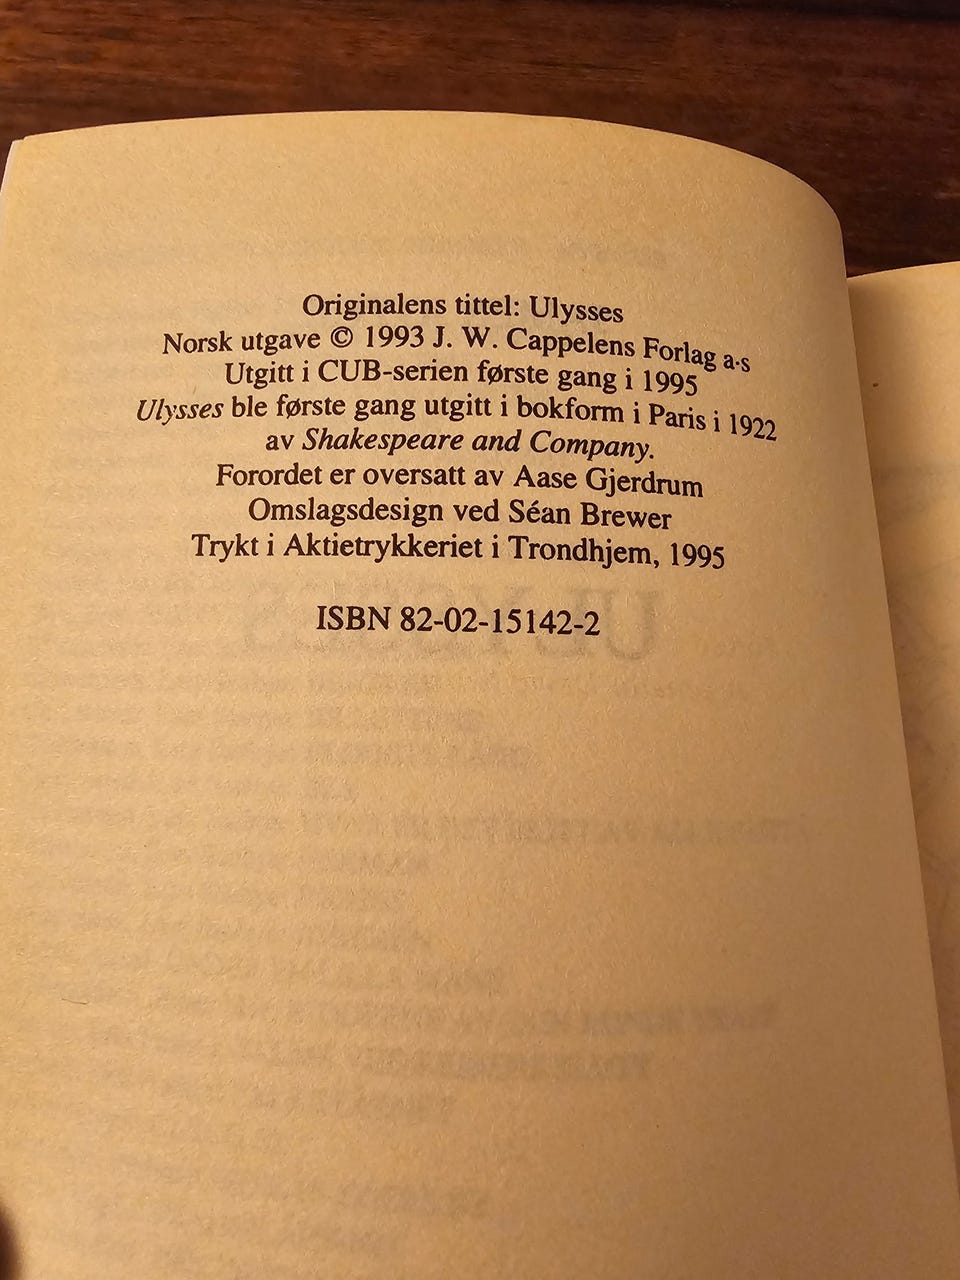 Originalens tittel: Ulysses
Norsk utgave © 1993 J. W. Cappelens Forlag a·s
Utgitt i CUB-serien første gang i 1995
Ulysses ble første gang utgitt i bokform i Paris i 1922
av Shakespeare and Company.
Forordet er oversatt av Aase Gjerdrum
Omslagsdesign ved Séan Brewer
Trykt i Aktietrykkeriet i Trondhjem, 1995
ISBN 82-02-15142-2